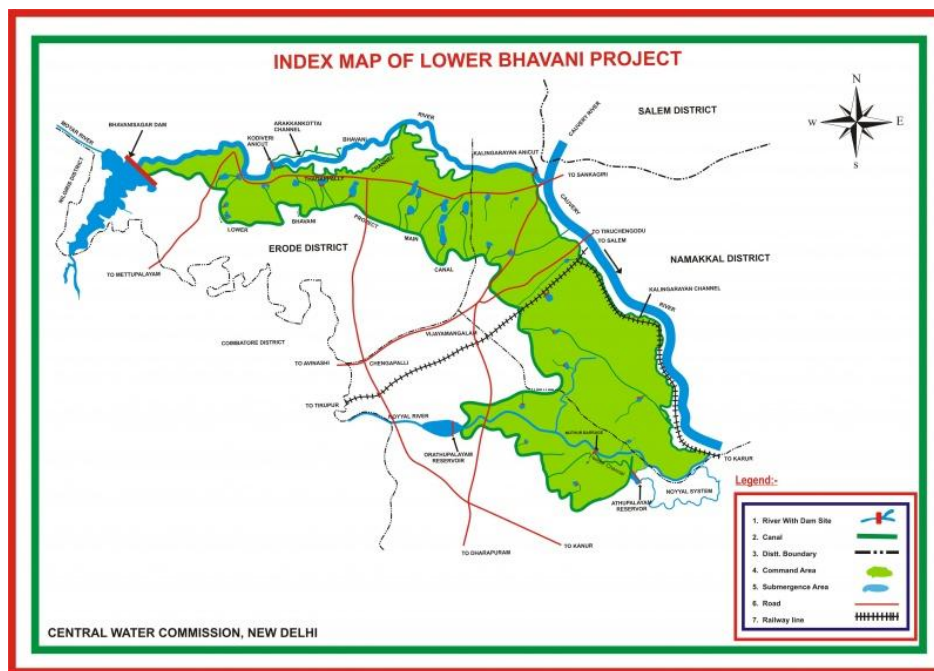 INDEX MAP OF LOWER BHAVANI PROJECT
N
W
E
S
SALEM DISTRICT
CAUVERY RIVER
MOYAR RIVER
BHAVANISAGAR DAM
NILGIRIS DISTRICT
KODIVERI
ANICUT
ARAKKANKOTTAI
CHANNEL
BHAVANI
RIVER
THADAPALLY
CHANNEL
KALINGARAYAN ANICUT
TO SANKAGIRI
CAUVERY
RIVER
LOWER
BHAVANI
PROJECT
MAIN
CANAL
ERODE DISTRICT
TO METTUPALAYAM
TO TIRUCHENGODU
TO SALEM
NAMAKKAL DISTRICT
KALINGARAYAN CHANNEL
COIMBATORE DISTRICT
VIJAYAMANGALAM
TO AVINASHI
CHENGAPALLI
TO TIRUPUR
NOYYAL RIVER
ORATHUPALAYAM
RESERVOIR
TO KARUR
NOYYAL SYSTEM
ATHUPALAYAM
RESERVOIR
TO DHARAPURAM
TO KANUR
Legend:-
1. River With Dam Site
2. Canal
3. Distt. Boundary
4. Command Area
5. Submergence Area
6. Road
7. Railway line
CENTRAL WATER COMMISSION, NEW DELHI